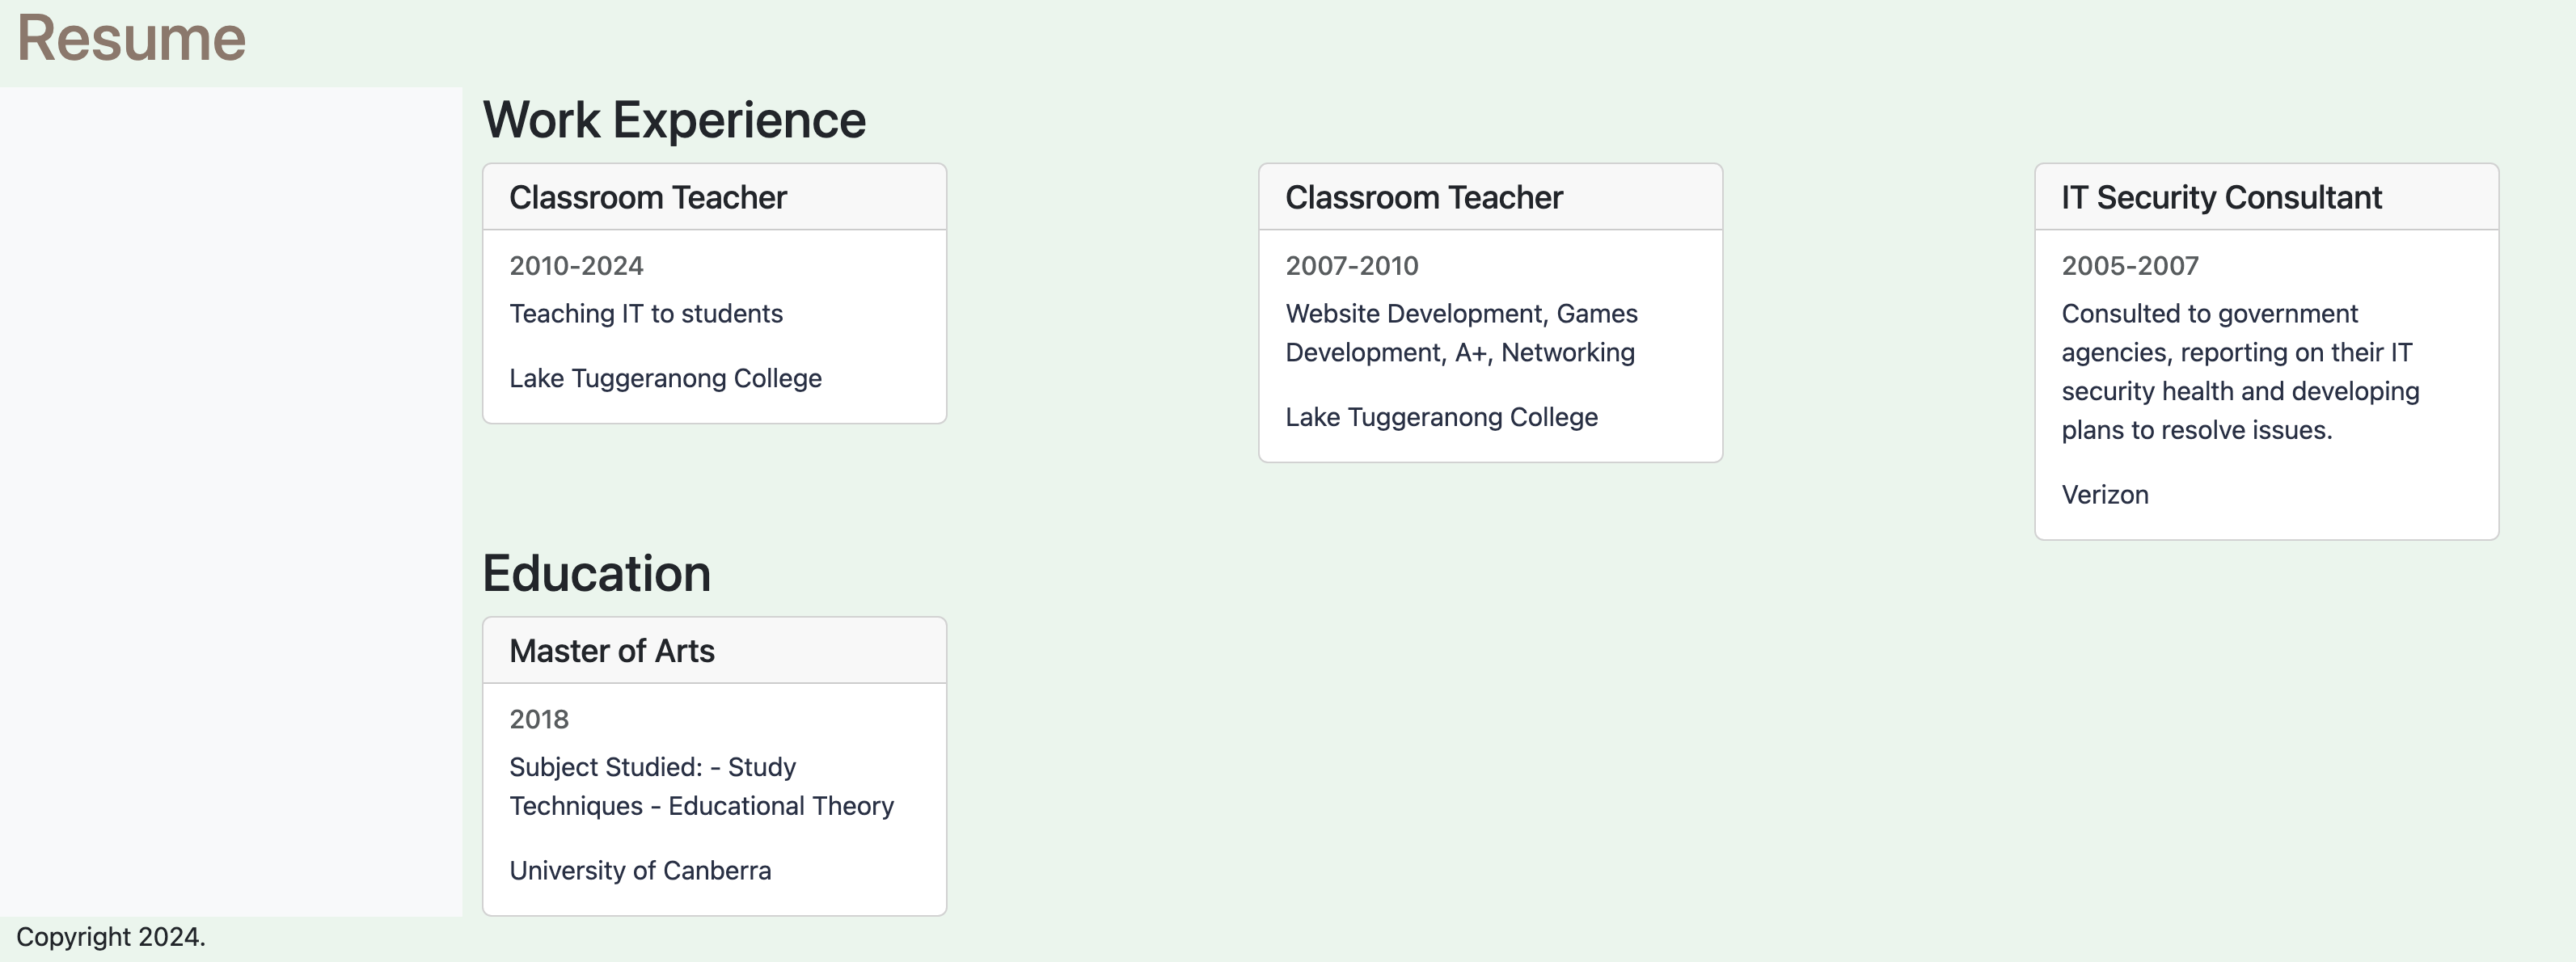 Resume
Work Experience
Classroom Teacher
2010-2024
Teaching IT to students
Lake Tuggeranong College
Classroom Teacher
2007-2010
Website Development, Games
Development, A+, Networking
Lake Tuggeranong College
IT Security Consultant
2005-2007
Consulted to government
agencies, reporting on their IT
security health and developing
plans to resolve issues.
Verizon
Education
Master of Arts
2018
Subject Studied: - Study
Techniques - Educational Theory
University of Canberra
Copyright 2024.